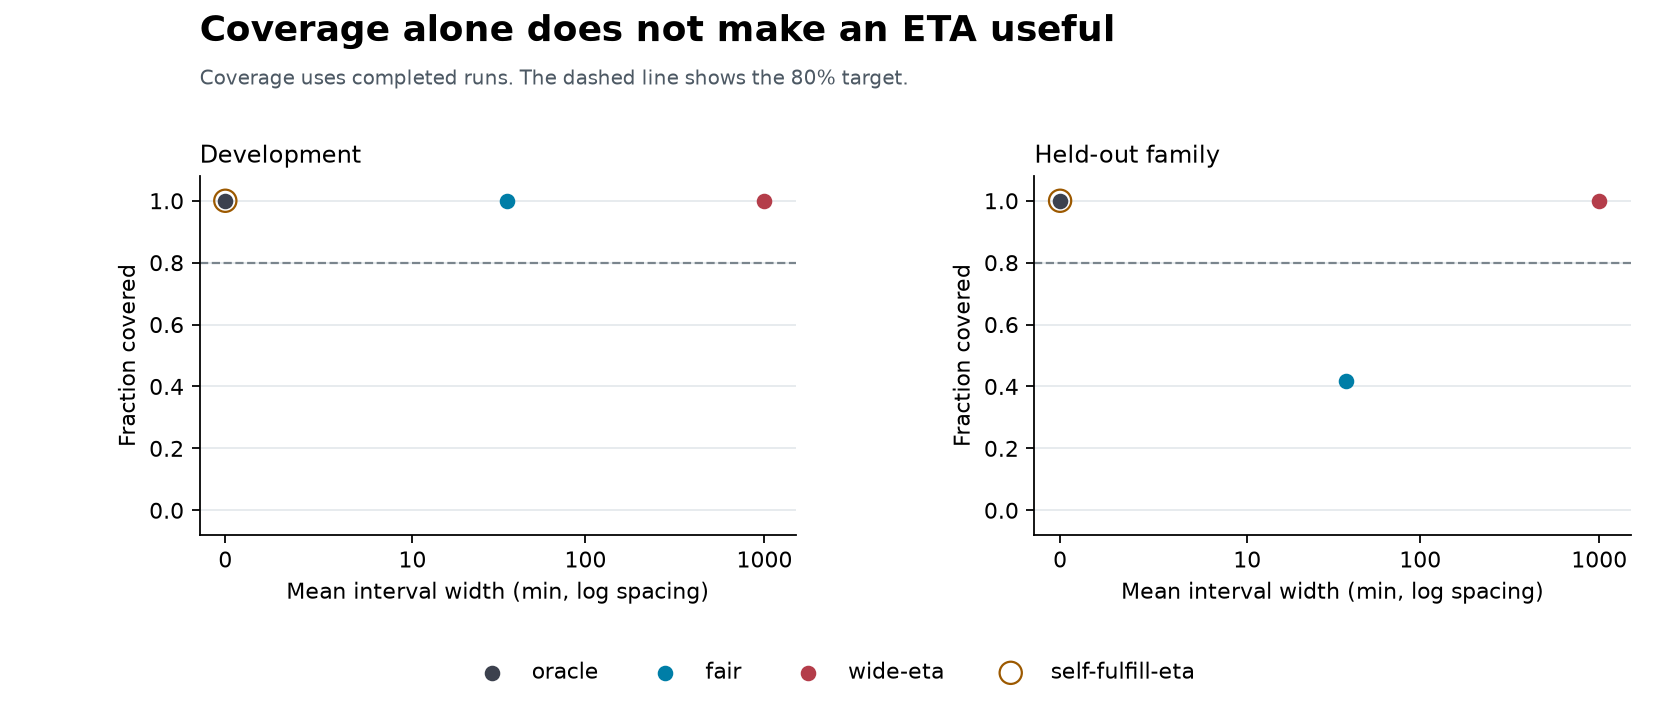 Coverage alone does not make an ETA useful
Coverage uses completed runs. The dashed line shows the 80% target.
Development
Fraction covered
1.0
0.8
0.6
0.4
0.2
0.0
0 10 100 1000
Mean interval width (min, log spacing)
Held-out family
Fraction covered
1.0
0.8
0.6
0.4
0.2
0.0
0 10 100 1000
Mean interval width (min, log spacing)
oracle fair wide-eta self-fulfill-eta